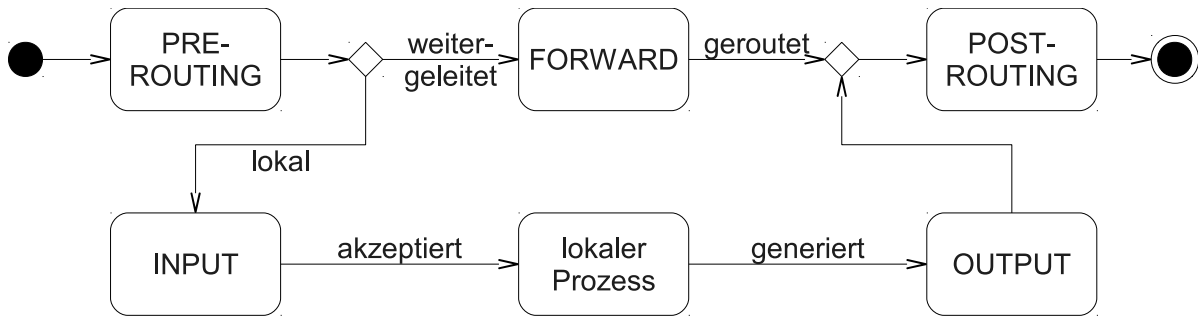 PRE-
ROUTING
weiter-
geleitet
FORWARD
geroutet
POST-
ROUTING
lokal
INPUT
akzeptiert
lokaler
Prozess
generiert
OUTPUT